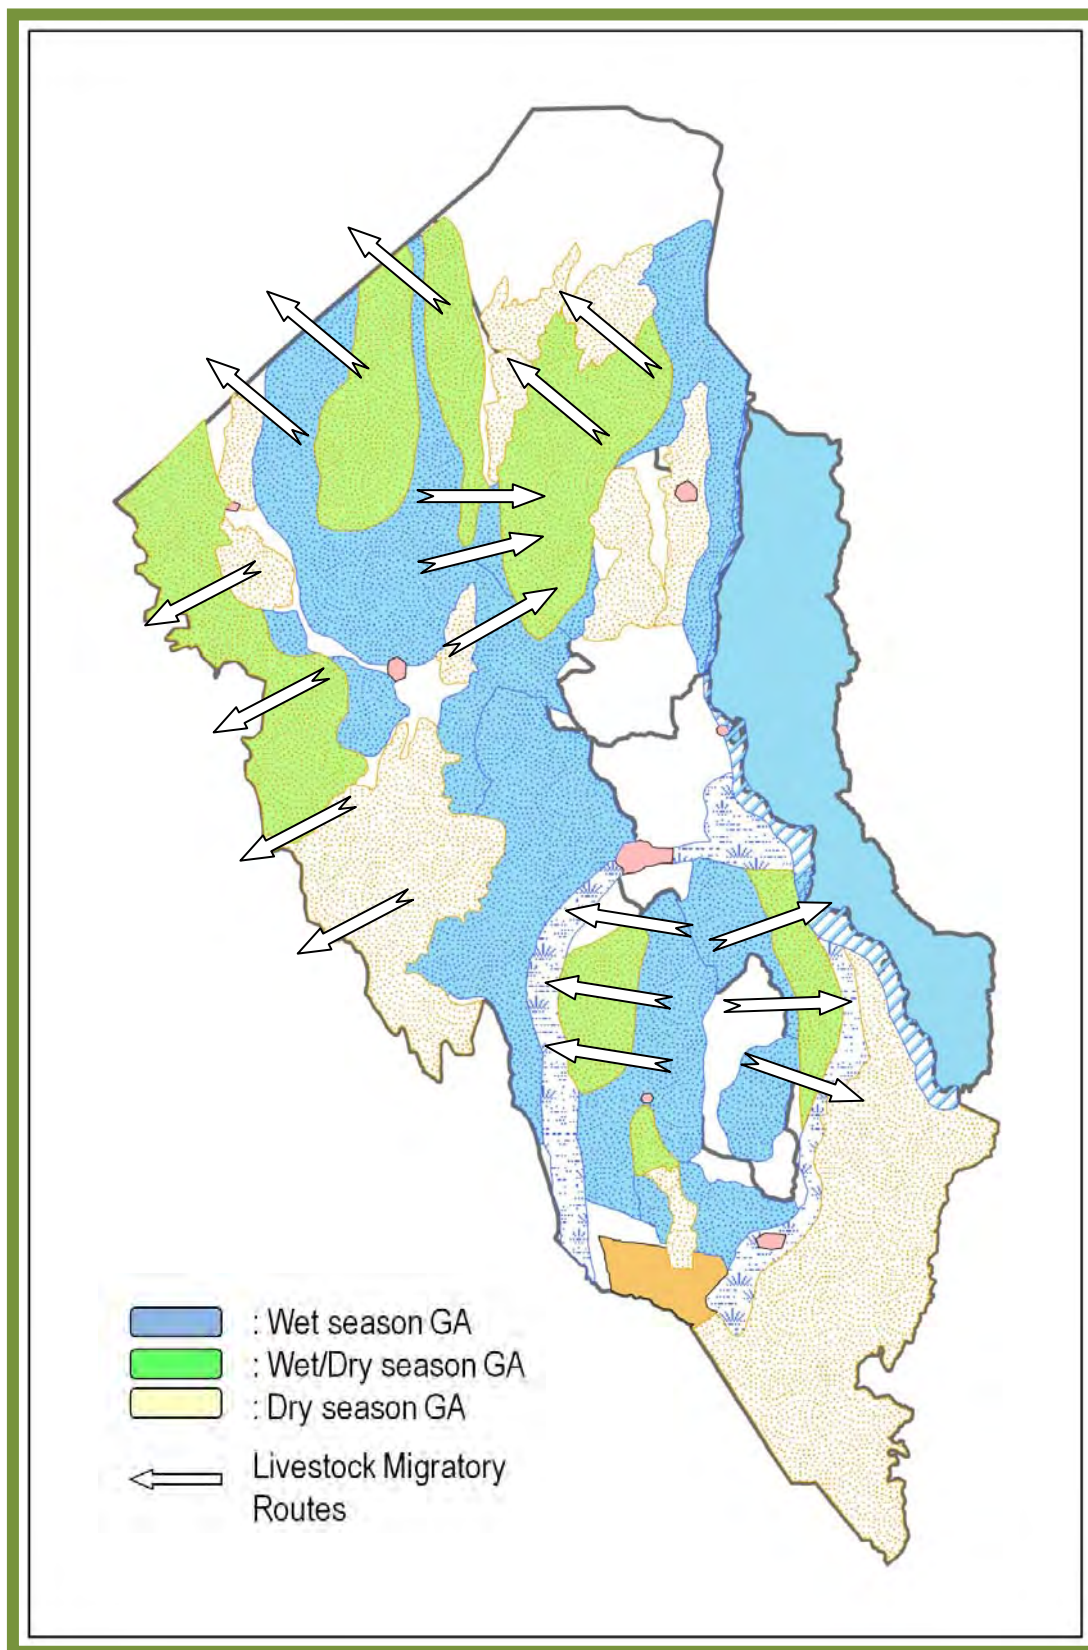 : Wet season GA
: Wet/Dry season GA
: Dry season GA
Livestock Migratory
Routes